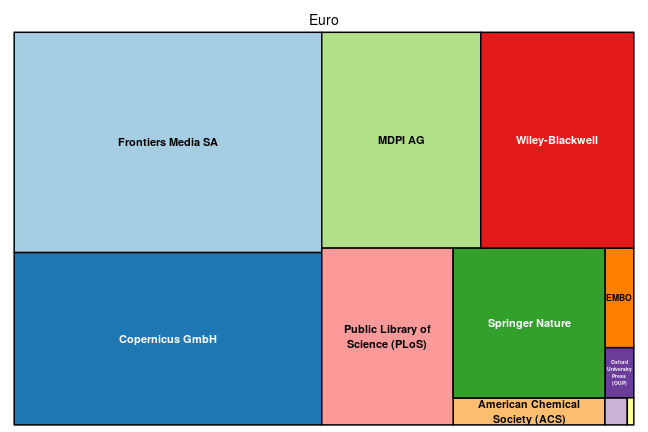 Euro
Frontiers Media SA
MDPI AG
Wiley-Blackwell
Copernicus GmbH
Public Library of
Science (PLoS)
Springer Nature
EMBO
Oxford
University
Press
(OUP)
American Chemical
Society (ACS)